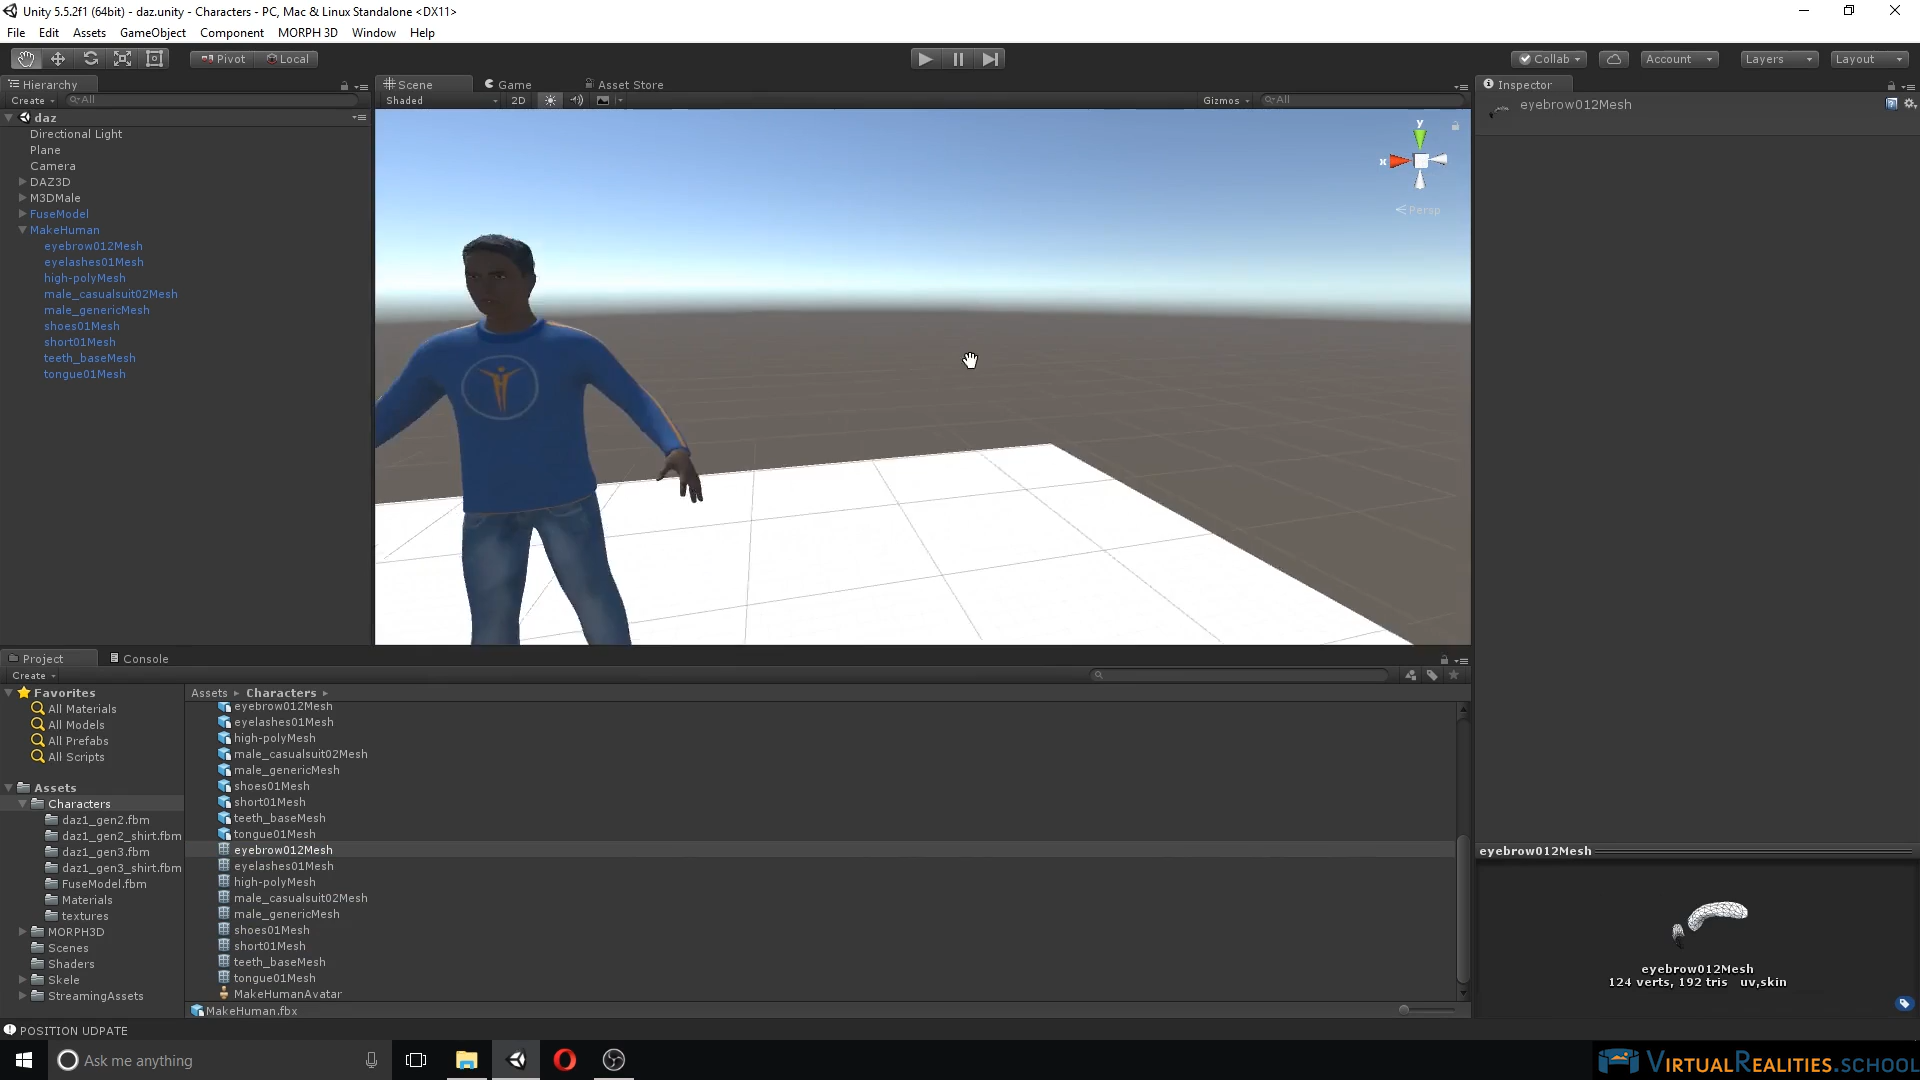 Unity 5.5.2f1 (64bit) - daz.unity - Characters - PC, Mac & Linux Standalone <DX11>
File Edit Assets GameObject Component MORPH 3D Window Help
Pivot Local Collab Account Layers Layout
Hierarchy Scene Game Asset Store Inspector
Create All Shaded 2D Gizmos All
eyebrow012Mesh
daz
Directional Light
Plane
Camera
DAZ3D
M3DMale
FuseModel
MakeHuman
eyebrow012Mesh
eyelashes01Mesh
high-polyMesh
male_casualsuit02Mesh
male_genericMesh
shoes01Mesh
short01Mesh
teeth_baseMesh
tongue01Mesh
y
x
Persp
Project Console
Create
Favorites
All Materials
All Models
All Prefabs
All Scripts
Assets
Characters
daz1_gen2.fbm
daz1_gen2_shirt.fbm
daz1_gen3.fbm
daz1_gen3_shirt.fbm
FuseModel.fbm
Materials
textures
MORPH3D
Scenes
Shaders
Skele
StreamingAssets
Assets Characters
eyebrow012Mesh
eyelashes01Mesh
high-polyMesh
male_casualsuit02Mesh
male_genericMesh
shoes01Mesh
short01Mesh
teeth_baseMesh
tongue01Mesh
eyebrow012Mesh
eyelashes01Mesh
high-polyMesh
male_casualsuit02Mesh
male_genericMesh
shoes01Mesh
short01Mesh
teeth_baseMesh
tongue01Mesh
MakeHumanAvatar
MakeHuman.fbx
eyebrow012Mesh
eyebrow012Mesh
124 verts, 192 tris uv,skin
POSITION UDPATE
Ask me anything
VIRTUALREALITIES.SCHOOL